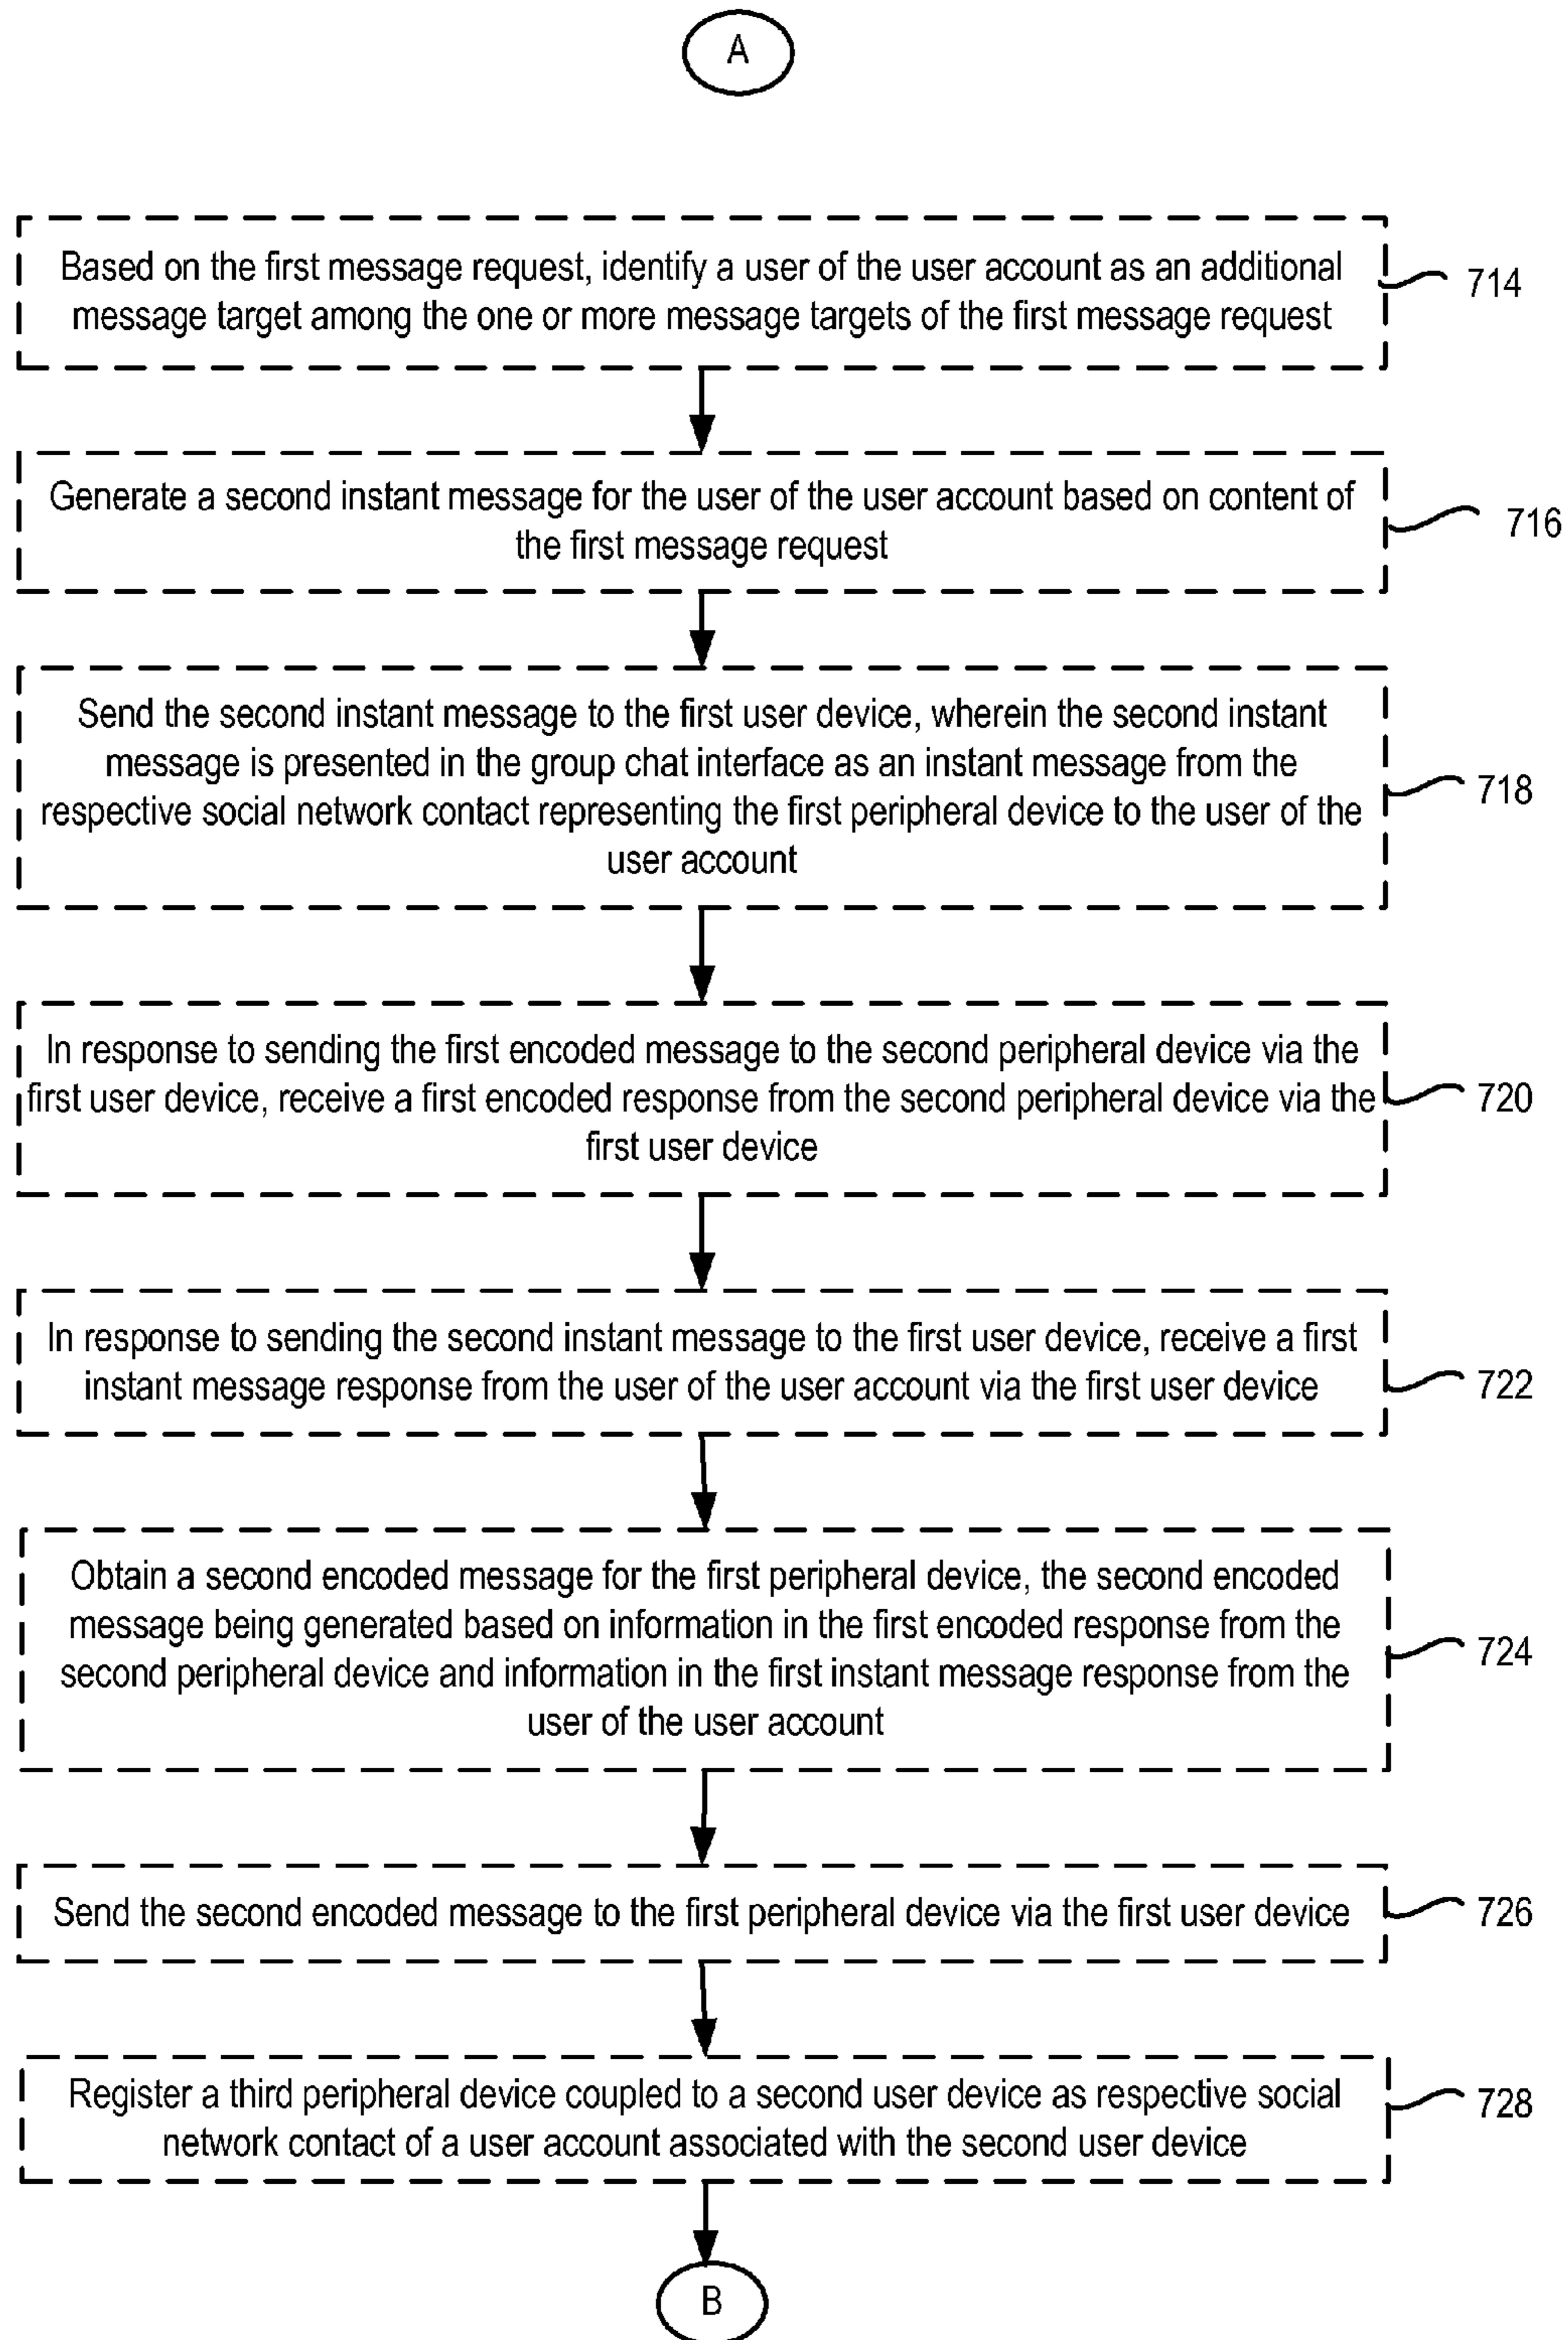 A
Based on the first message request, identify a user of the user account as an additional
message target among the one or more message targets of the first message request
714
Generate a second instant message for the user of the user account based on content of
the first message request
716
Send the second instant message to the first user device, wherein the second instant
message is presented in the group chat interface as an instant message from the
respective social network contact representing the first peripheral device to the user of the
user account
718
In response to sending the first encoded message to the second peripheral device via the
first user device, receive a first encoded response from the second peripheral device via the
first user device
720
In response to sending the second instant message to the first user device, receive a first
instant message response from the user of the user account via the first user device
722
Obtain a second encoded message for the first peripheral device, the second encoded
message being generated based on information in the first encoded response from the
second peripheral device and information in the first instant message response from the
user of the user account
724
Send the second encoded message to the first peripheral device via the first user device
726
Register a third peripheral device coupled to a second user device as respective social
network contact of a user account associated with the second user device
728
B